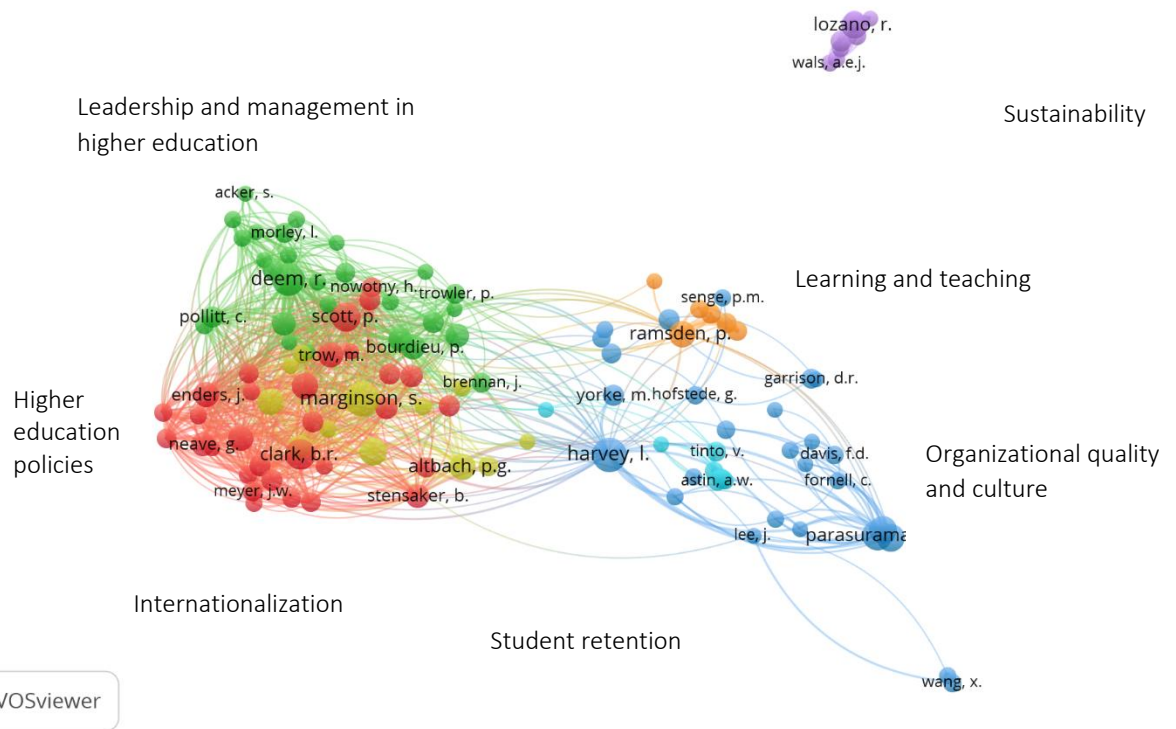 lozano, r.
wals, a.e.j.
Leadership and management in
higher education
Sustainability
acker, s.
morley, l.
deem, r.
nowotny, h.
trowler, p.
Learning and teaching
senge, p.m.
pollitt, c.
scott, p.
ramsden, p.
trow, m.
bourdieu, p.
brennan, j.
garrison, d.r.
enders, j.
marginson, s.
yorke, m.
hofstede, g.
Higher
education
policies
neave, g.
clark, b.r.
altbach, p.g.
harvey, l.
tinto, v.
davis, f.d.
Organizational quality
and culture
astin, a.w.
fornell, c.
meyer, j.w.
stensaker, b.
lee, j.
parasurama
Internationalization
Student retention
wang, x.
VOSviewer